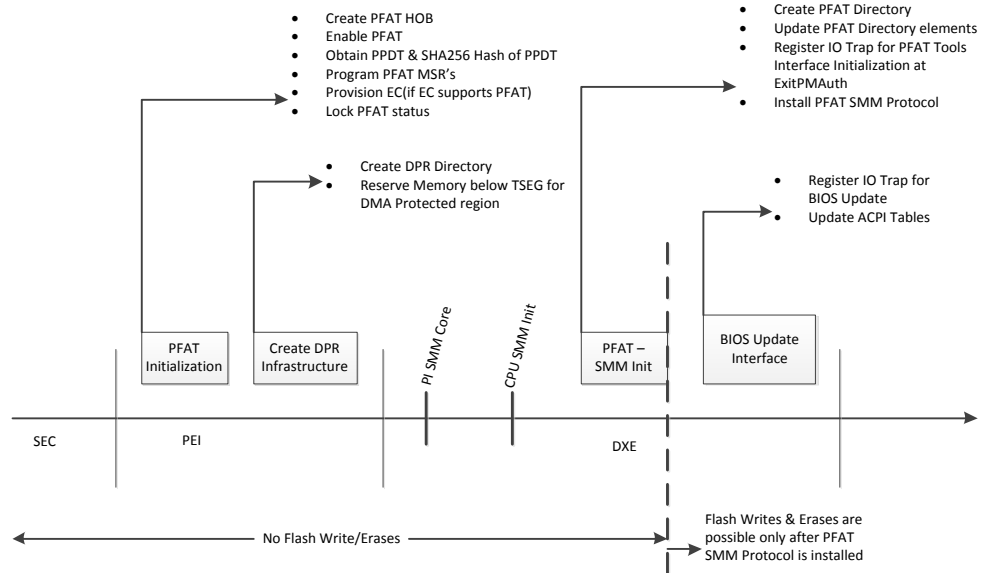 • Create PFAT HOB
• Enable PFAT
• Obtain PPDT & SHA256 Hash of PPDT
• Program PFAT MSR's
• Provision EC(if EC supports PFAT)
• Lock PFAT status
• Create DPR Directory
• Reserve Memory below TSEG for
DMA Protected region
• Create PFAT Directory
• Update PFAT Directory elements
• Register IO Trap for PFAT Tools
Interface Initialization at
ExitPMAuth
• Install PFAT SMM Protocol
• Register IO Trap for
BIOS Update
• Update ACPI Tables
PFAT
Initialization
Create DPR
Infrastructure
PI SMM Core
CPU SMM Init
PFAT –
SMM Init
BIOS Update
Interface
SEC
PEI
DXE
No Flash Write/Erases
Flash Writes & Erases are
possible only after PFAT
SMM Protocol is installed